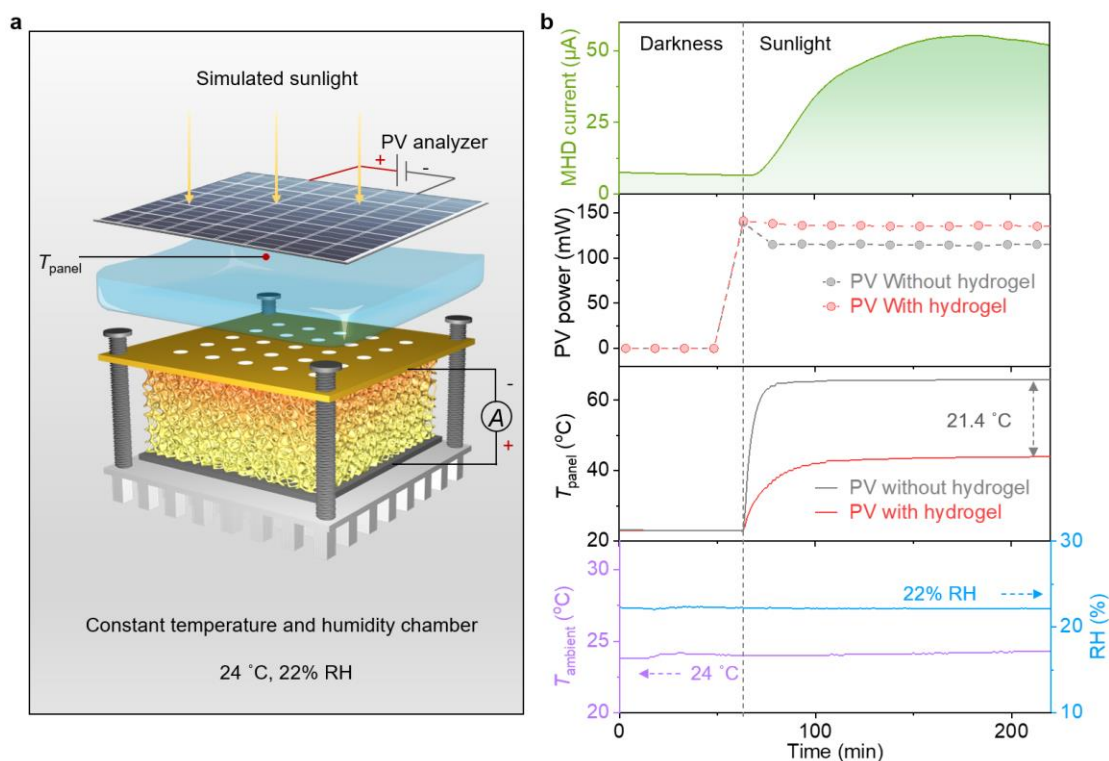 a
Simulated sunlight
PV analyzer
+
-
Tpanel
-
A
+
Constant temperature and humidity chamber
24 ˚C, 22% RH
b
Darkness
Sunlight
MHD current (µA)
50
25
0
PV power (mW)
150
100
50
0
PV Without hydrogel
PV With hydrogel
Tpanel (°C)
60
40
20
21.4 ˚C
PV without hydrogel
PV with hydrogel
Tambient (°C)
30
25
20
22% RH
24 ˚C
RH (%)
30
20
10
0
100
200
Time (min)